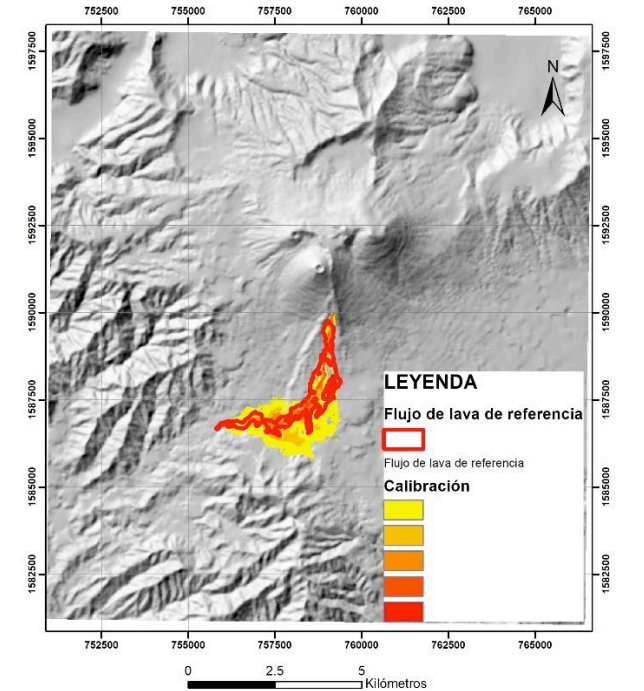 752500 755000 757500 760000 762500 765000
1597500 1597500
1595000 1595000
1592500 1592500
1590000 1590000
1587500 1587500
1585000 1585000
1582500 1582500
N
LEYENDA
Flujo de lava de referencia
Flujo de lava de referencia
Calibración
752500 755000 757500 760000 762500 765000
0 2.5 5
Kilómetros